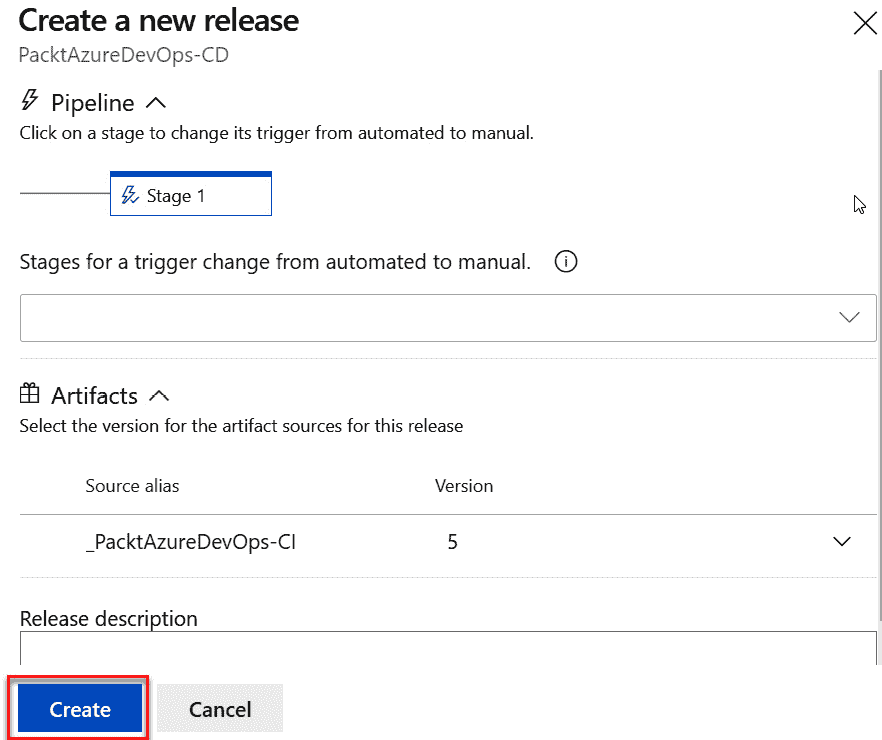 Create a new release
PacktAzureDevOps-CD
Pipeline
Click on a stage to change its trigger from automated to manual.
Stage 1
Stages for a trigger change from automated to manual.
Artifacts
Select the version for the artifact sources for this release
Source alias Version
_PacktAzureDevOps-CI 5
Release description
Create Cancel